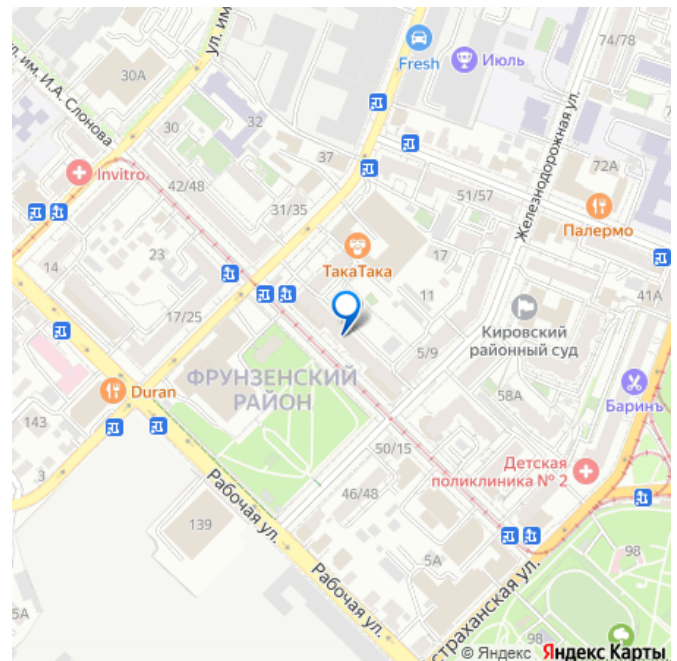 74/78
ул. им
Fresh
Июль
ул. им. И.А. Слонова
30А
30
32
37
Железнодорожная ул.
72А
Invitro
42/48
51/57
31/35
Палермо
14
23
ТакаТака
17
11
41А
17/25
Кировский
районный суд
5/9
ФРУНЗЕНСКИЙ
РАЙОН
58А
Баринъ
Duran
143
3
50/15
Детская
поликлиника № 2
46/48
Рабочая ул.
139
5А
98
Рабочая ул.
5А
страханская ул.
98
© Яндекс Яндекс Карты